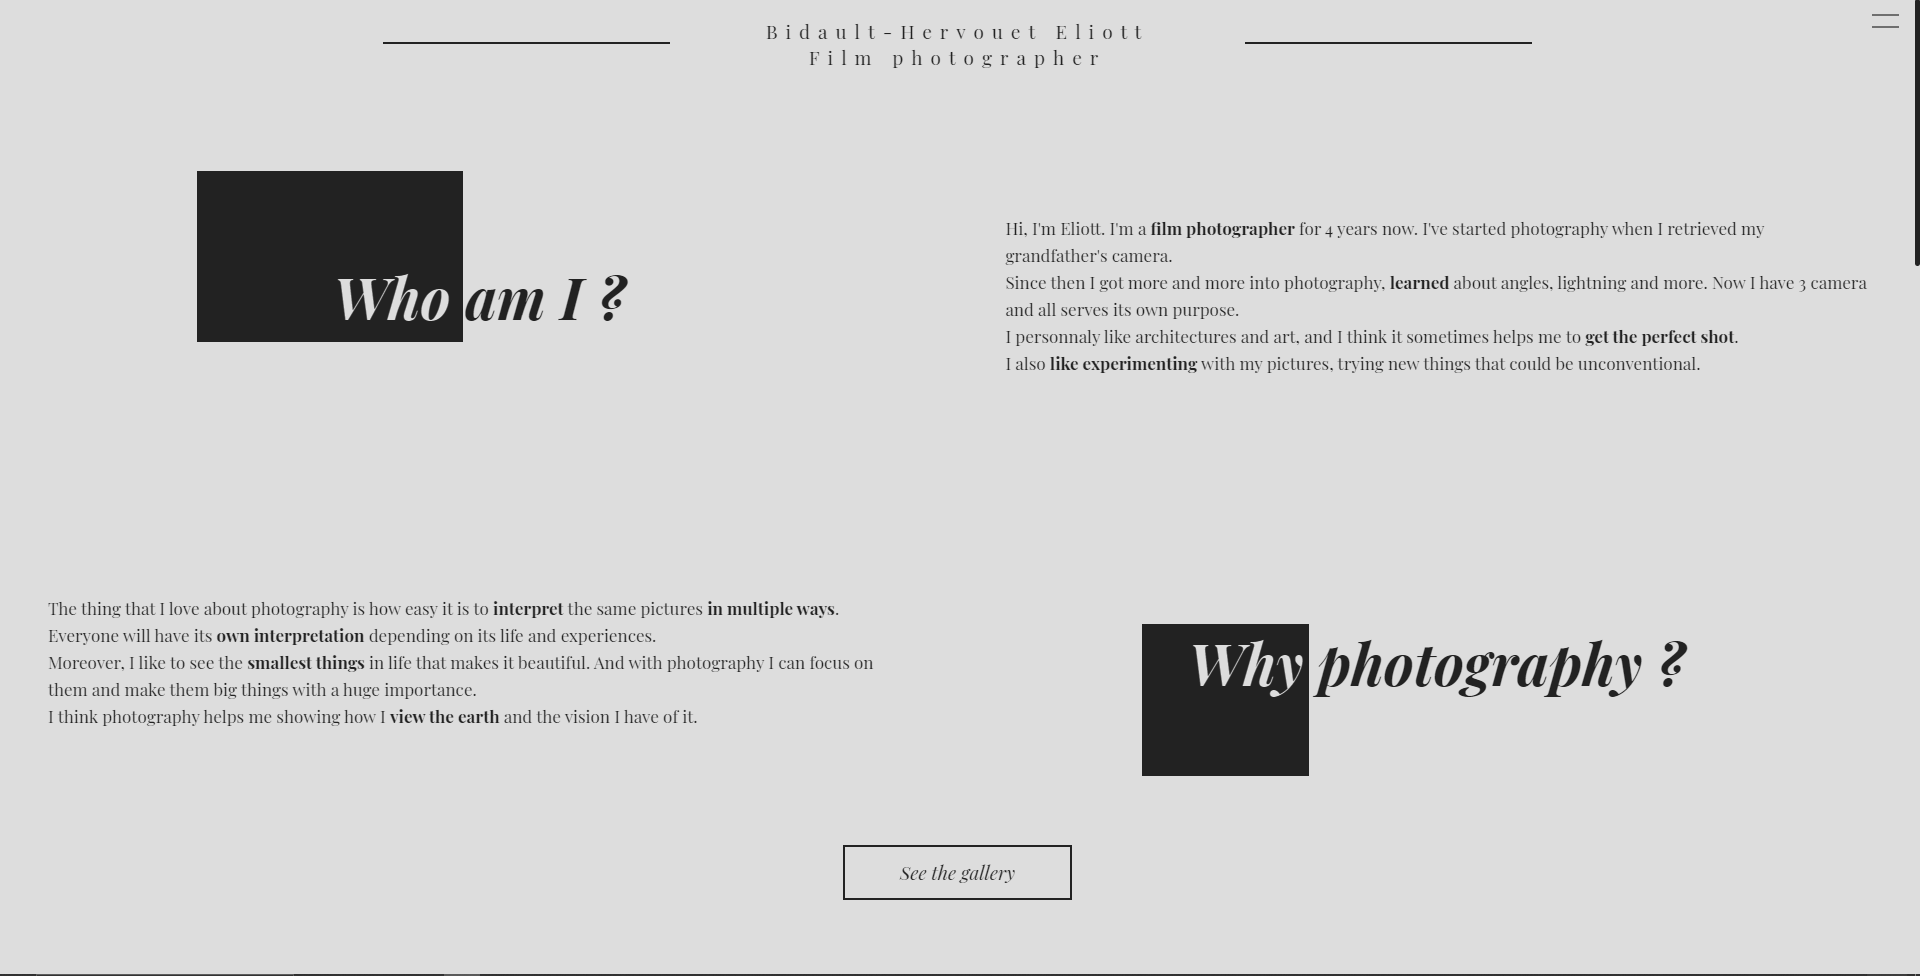 Bidault-Hervouet Eliott
Film photographer
Who am I ?
Hi, I'm Eliott. I'm a film photographer for 4 years now. I've started photography when I retrieved my
grandfather's camera.
Since then I got more and more into photography, learned about angles, lightning and more. Now I have 3 camera
and all serves its own purpose.
I personnaly like architectures and art, and I think it sometimes helps me to get the perfect shot.
I also like experimenting with my pictures, trying new things that could be unconventional.
The thing that I love about photography is how easy it is to interpret the same pictures in multiple ways.
Everyone will have its own interpretation depending on its life and experiences.
Moreover, I like to see the smallest things in life that makes it beautiful. And with photography I can focus on
them and make them big things with a huge importance.
I think photography helps me showing how I view the earth and the vision I have of it.
Why photography ?
See the gallery